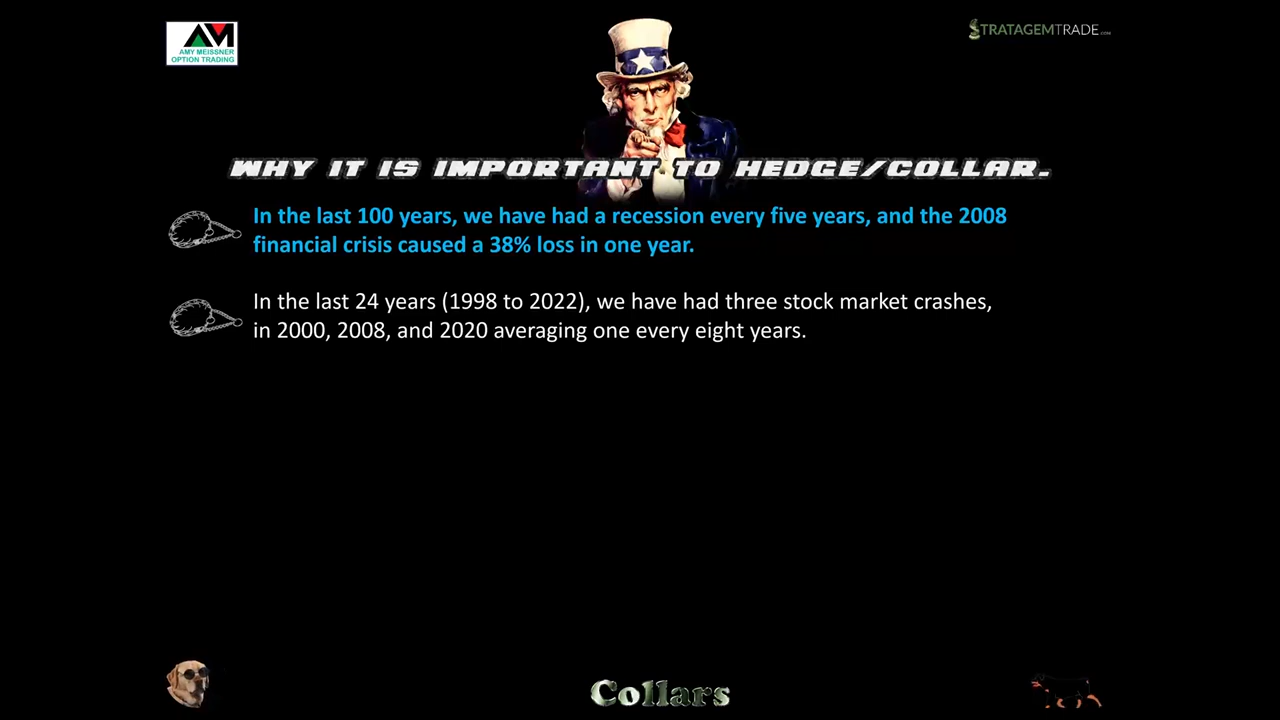 AM
AMY MEISSNER
OPTION TRADING
STRATAGEMTRADE.COM
WHY IT IS IMPORTANT TO HEDGE/COLLAR.
In the last 100 years, we have had a recession every five years, and the 2008
financial crisis caused a 38% loss in one year.
In the last 24 years (1998 to 2022), we have had three stock market crashes,
in 2000, 2008, and 2020 averaging one every eight years.
Collars